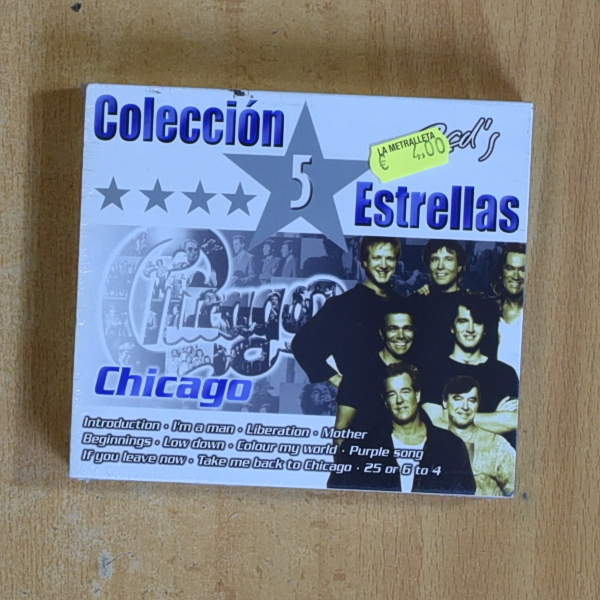 Colección
LA METRALLETA
€ 4,00
5
Estrellas
Chicago
Chicago
Introduction · I'm a man · Liberation · Mother
Beginnings · Low down · Colour my world · Purple song
If you leave now · Take me back to Chicago · 25 or 6 to 4